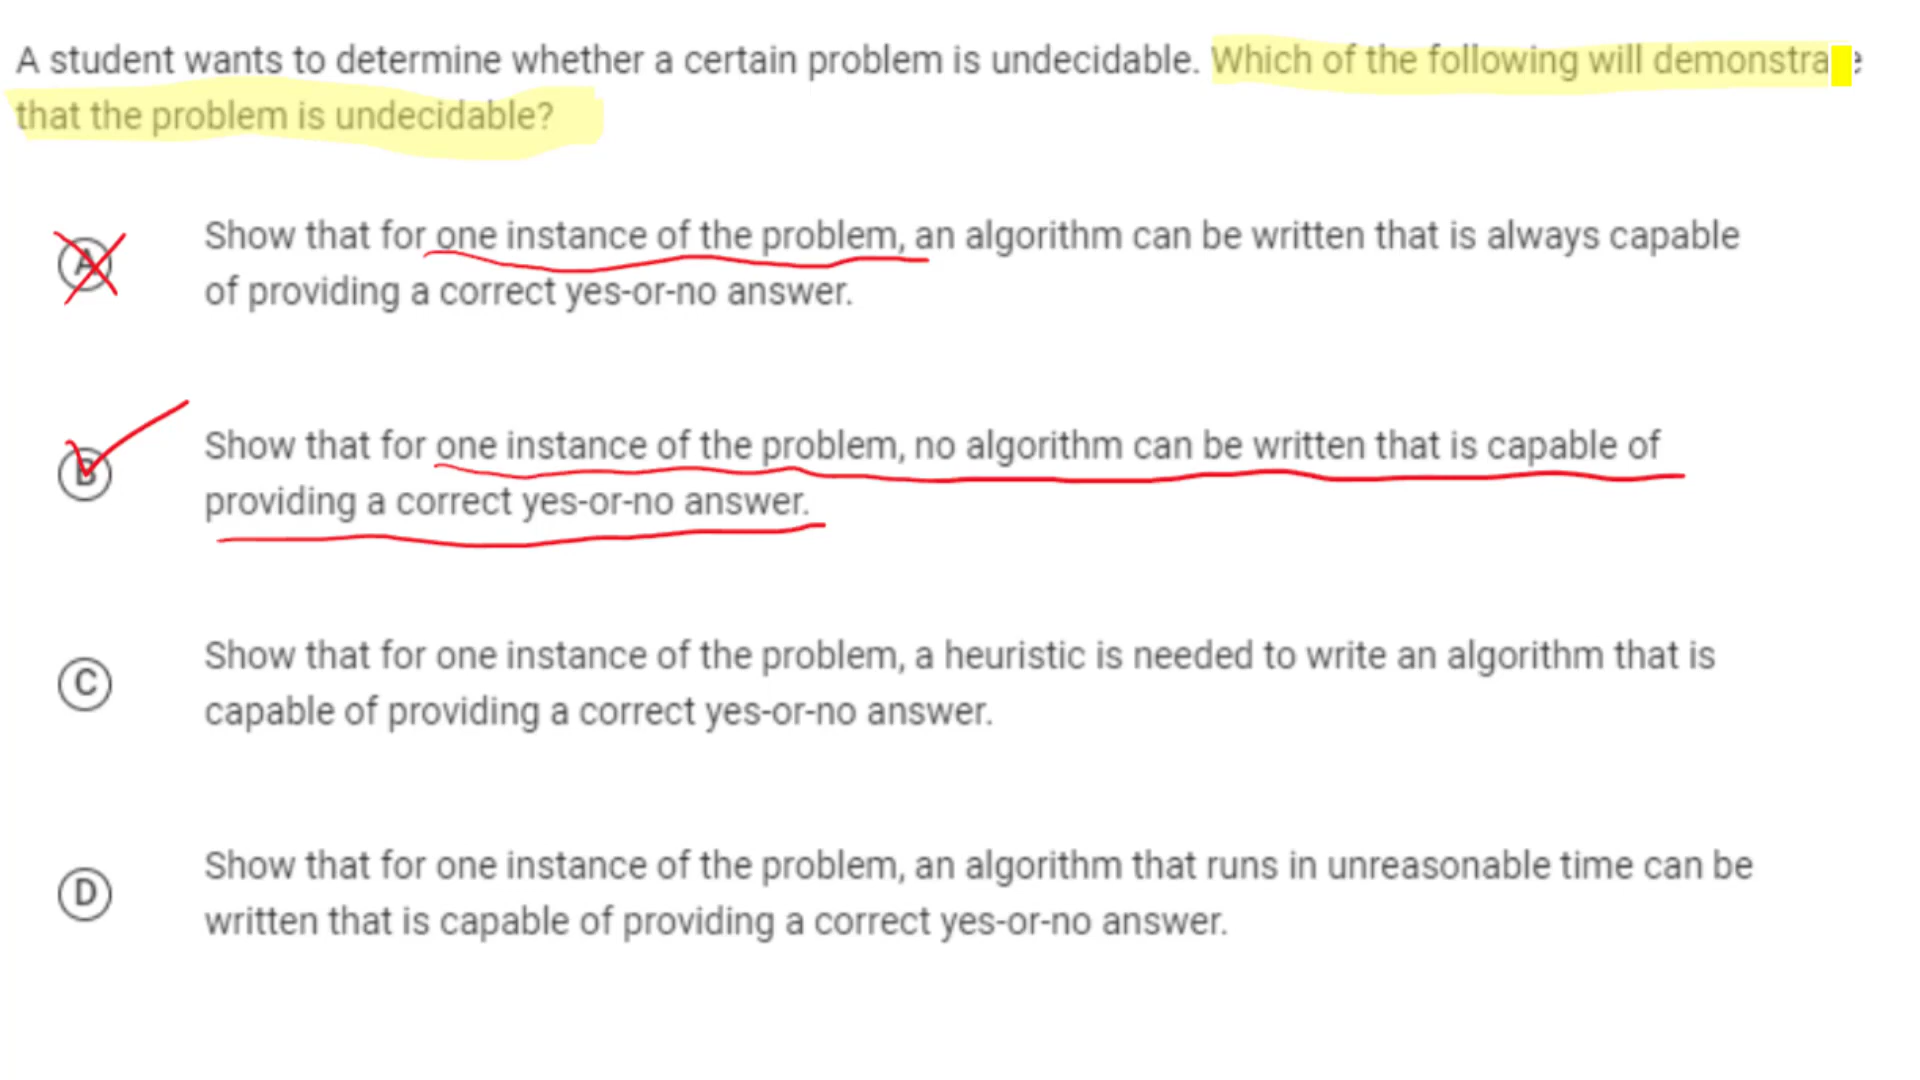 A student wants to determine whether a certain problem is undecidable. Which of the following will demonstra e
that the problem is undecidable?
A
Show that for one instance of the problem, an algorithm can be written that is always capable
of providing a correct yes-or-no answer.
B
Show that for one instance of the problem, no algorithm can be written that is capable of
providing a correct yes-or-no answer.
C
Show that for one instance of the problem, a heuristic is needed to write an algorithm that is
capable of providing a correct yes-or-no answer.
D
Show that for one instance of the problem, an algorithm that runs in unreasonable time can be
written that is capable of providing a correct yes-or-no answer.